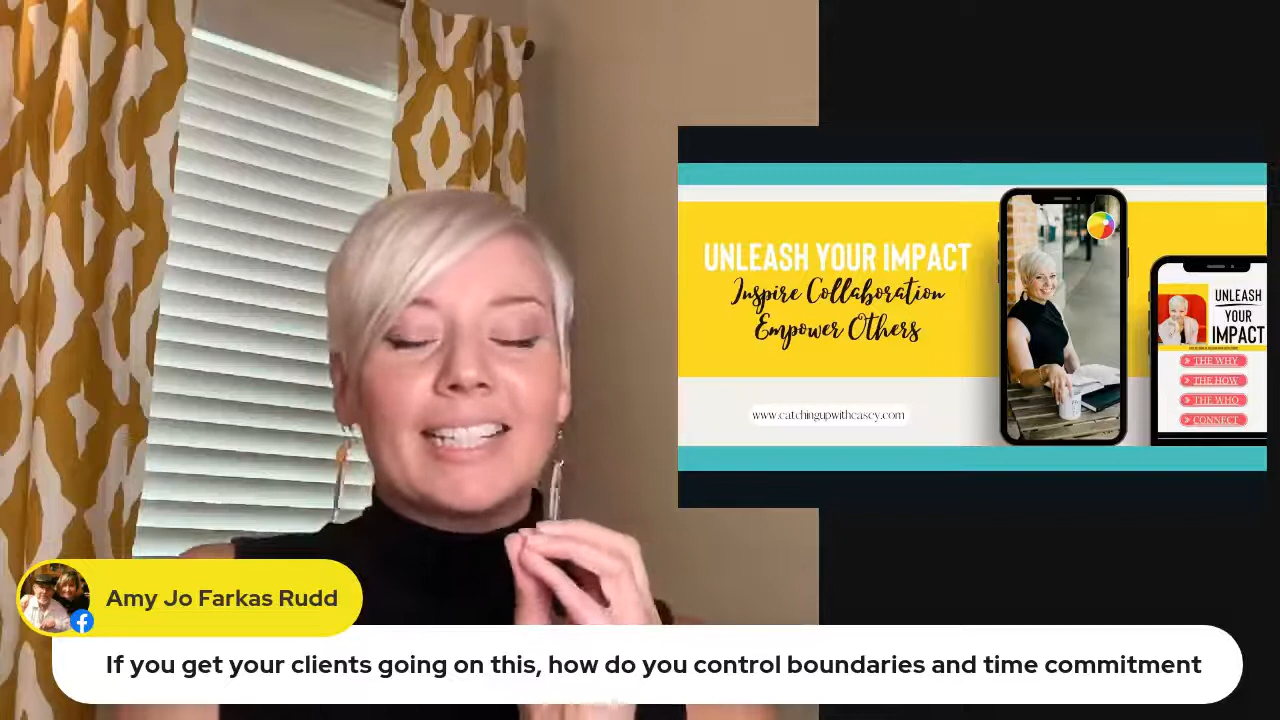 UNLEASH YOUR IMPACT
Inspire Collaboration
Empower Others
www.catchingupwithcasey.com
UNLEASH
YOUR
IMPACT
THE WHY
THE HOW
THE WHO
CONNECT
Amy Jo Farkas Rudd
If you get your clients going on this, how do you control boundaries and time commitment